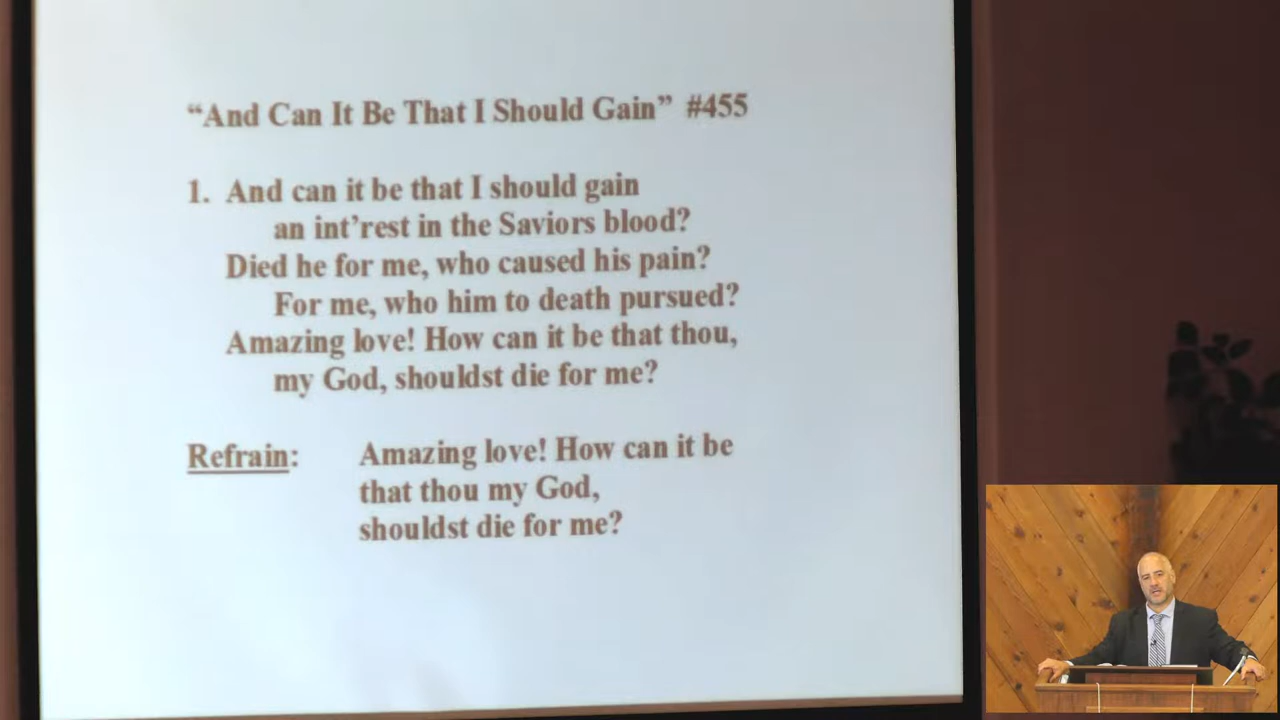 “And Can It Be That I Should Gain” #455
1. And can it be that I should gain
an int’rest in the Saviors blood?
Died he for me, who caused his pain?
For me, who him to death pursued?
Amazing love! How can it be that thou,
my God, shouldst die for me?
Refrain: Amazing love! How can it be
that thou my God,
shouldst die for me?